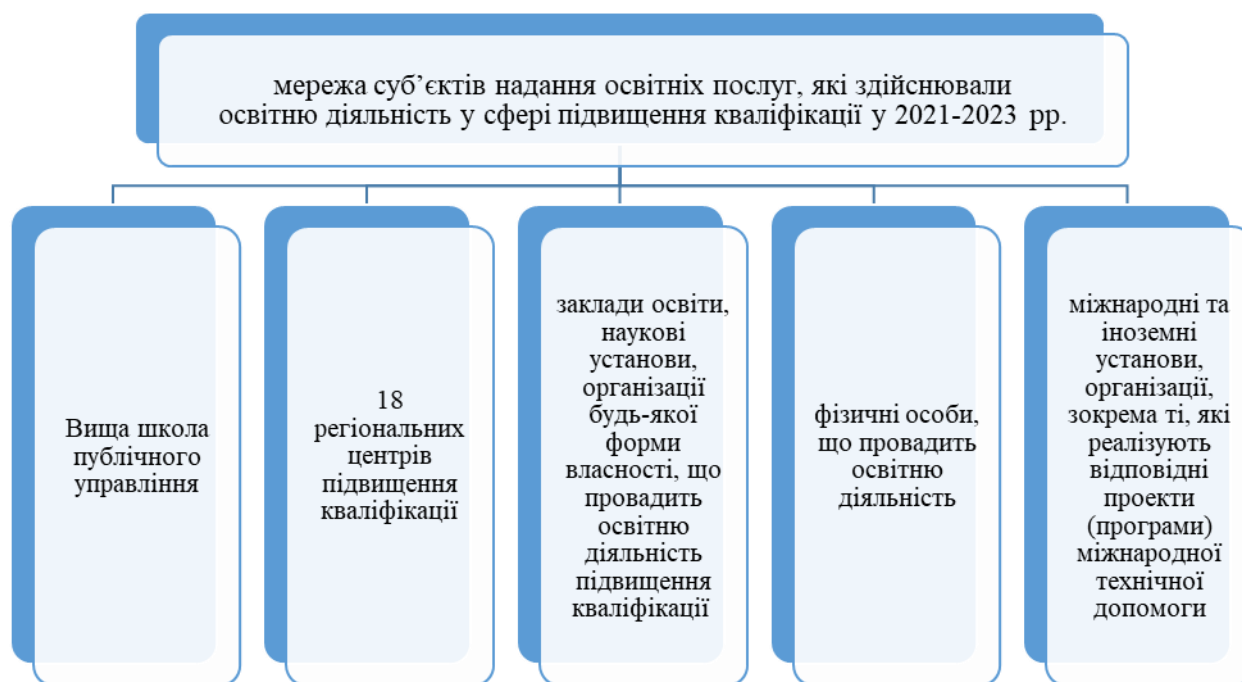 мережа суб’єктів надання освітніх послуг, які здійснювали
освітню діяльність у сфері підвищення кваліфікації у 2021-2023 рр.
Вища школа
публічного
управління
18
регіональних
центрів
підвищення
кваліфікації
заклади освіти,
наукові
установи,
організації
будь-якої
форми
власності, що
провадить
освітню
діяльність
підвищення
кваліфікації
фізичні особи,
що провадить
освітню
діяльність
міжнародні та
іноземні
установи,
організації,
зокрема ті, які
реалізують
відповідні
проекти
(програми)
міжнародної
технічної
допомоги